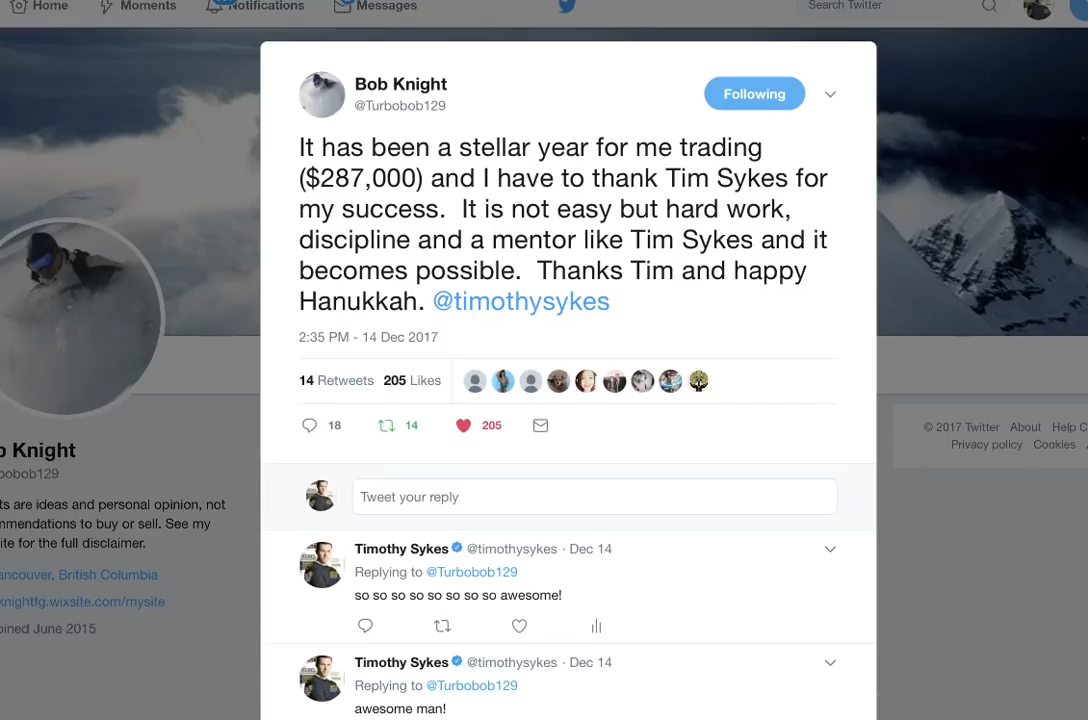 Home Moments Notifications Messages Search Twitter
Bob Knight
@Turbobob129
Following
It has been a stellar year for me trading
($287,000) and I have to thank Tim Sykes for
my success.  It is not easy but hard work,
discipline and a mentor like Tim Sykes and it
becomes possible.  Thanks Tim and happy
Hanukkah. @timothysykes
2:35 PM - 14 Dec 2017
14 Retweets 205 Likes
18 14 205
Tweet your reply
Timothy Sykes @timothysykes · Dec 14
Replying to @Turbobob129
so so so so so so so so awesome!
Timothy Sykes @timothysykes · Dec 14
Replying to @Turbobob129
awesome man!
b Knight
obob129
ts are ideas and personal opinion, not
mmendations to buy or sell. See my
ite for the full disclaimer.
ancouver, British Columbia
knightfg.wixsite.com/mysite
oined June 2015
© 2017 Twitter About Help C
Privacy policy Cookies